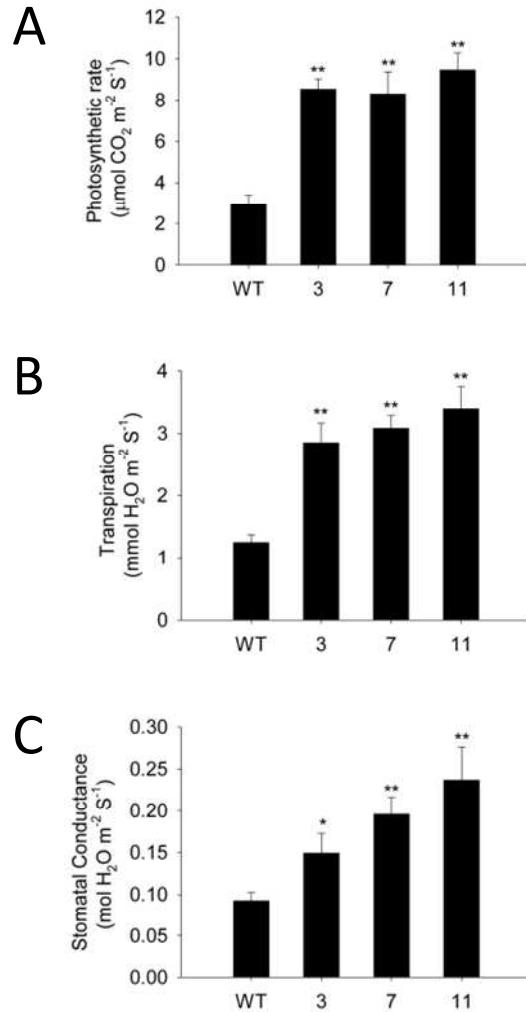 A
Photosynthetic rate
(μmol CO₂ m⁻² S⁻¹)
12
10
8
6
4
2
0
**
**
**
WT 3 7 11
B
Transpiration
(mmol H₂O m⁻² S⁻¹)
4
3
2
1
0
**
**
**
WT 3 7 11
C
Stomatal Conductance
(mol H₂O m⁻² S⁻¹)
0.30
0.25
0.20
0.15
0.10
0.05
0.00
*
**
**
WT 3 7 11